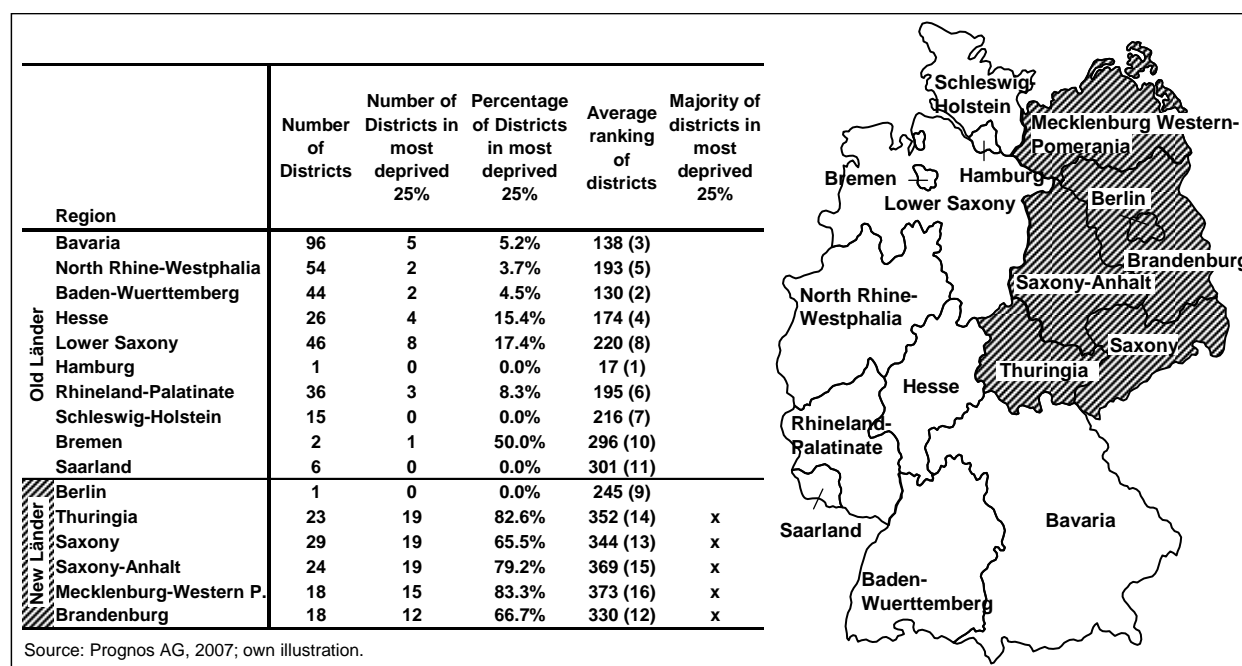 Region
Number of Districts
Number of Districts in most deprived 25%
Percentage of Districts in most deprived 25%
Average ranking of districts
Majority of districts in most deprived 25%
Old Länder
Bavaria 96 5 5.2% 138 (3)
North Rhine-Westphalia 54 2 3.7% 193 (5)
Baden-Wuerttemberg 44 2 4.5% 130 (2)
Hesse 26 4 15.4% 174 (4)
Lower Saxony 46 8 17.4% 220 (8)
Hamburg 1 0 0.0% 17 (1)
Rhineland-Palatinate 36 3 8.3% 195 (6)
Schleswig-Holstein 15 0 0.0% 216 (7)
Bremen 2 1 50.0% 296 (10)
Saarland 6 0 0.0% 301 (11)
New Länder
Berlin 1 0 0.0% 245 (9)
Thuringia 23 19 82.6% 352 (14) x
Saxony 29 19 65.5% 344 (13) x
Saxony-Anhalt 24 19 79.2% 369 (15) x
Mecklenburg-Western P. 18 15 83.3% 373 (16) x
Brandenburg 18 12 66.7% 330 (12) x
Source: Prognos AG, 2007; own illustration.
Schleswig-
Holstein
Mecklenburg Western-
Pomerania
Hamburg
Bremen
Lower Saxony
Berlin
Brandenburg
Saxony-Anhalt
North Rhine-
Westphalia
Saxony
Thuringia
Hesse
Rhineland-
Palatinate
Saarland
Bavaria
Baden-
Wuerttemberg